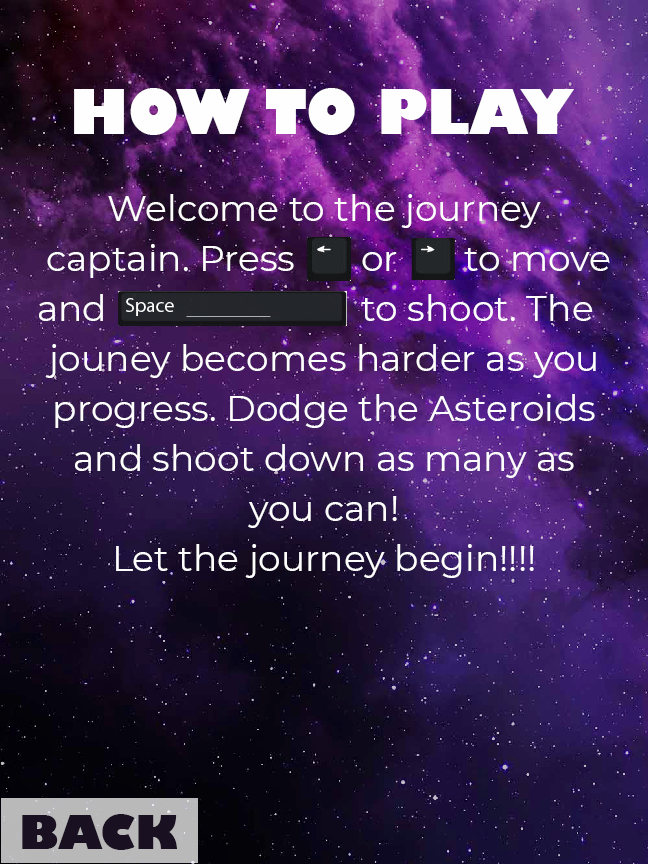 HOW TO PLAY
Welcome to the journey
captain. Press ← or → to move
and Space to shoot. The
jouney becomes harder as you
progress. Dodge the Asteroids
and shoot down as many as
you can!
Let the journey begin!!!!
BACK